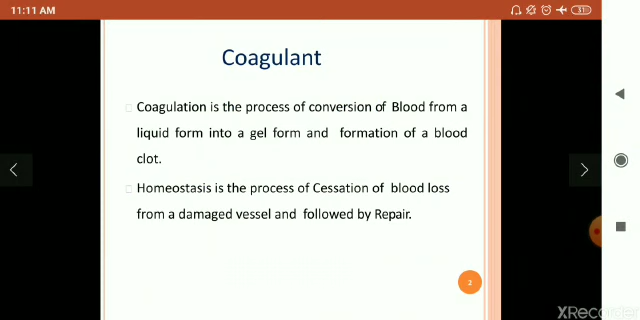 11:11 AM
31
Coagulant
Coagulation is the process of conversion of Blood from a
liquid form into a gel form and formation of a blood
clot.
Homeostasis is the process of Cessation of blood loss
from a damaged vessel and followed by Repair.
2
XRecorder